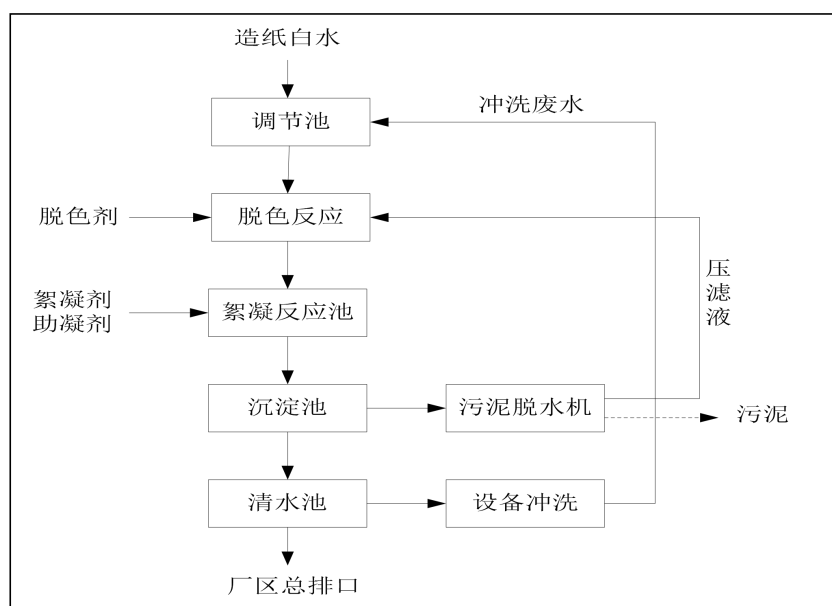 造纸白水
冲洗废水
调节池
脱色剂
脱色反应
压滤液
絮凝剂
助凝剂
絮凝反应池
沉淀池
污泥脱水机
污泥
清水池
设备冲洗
厂区总排口